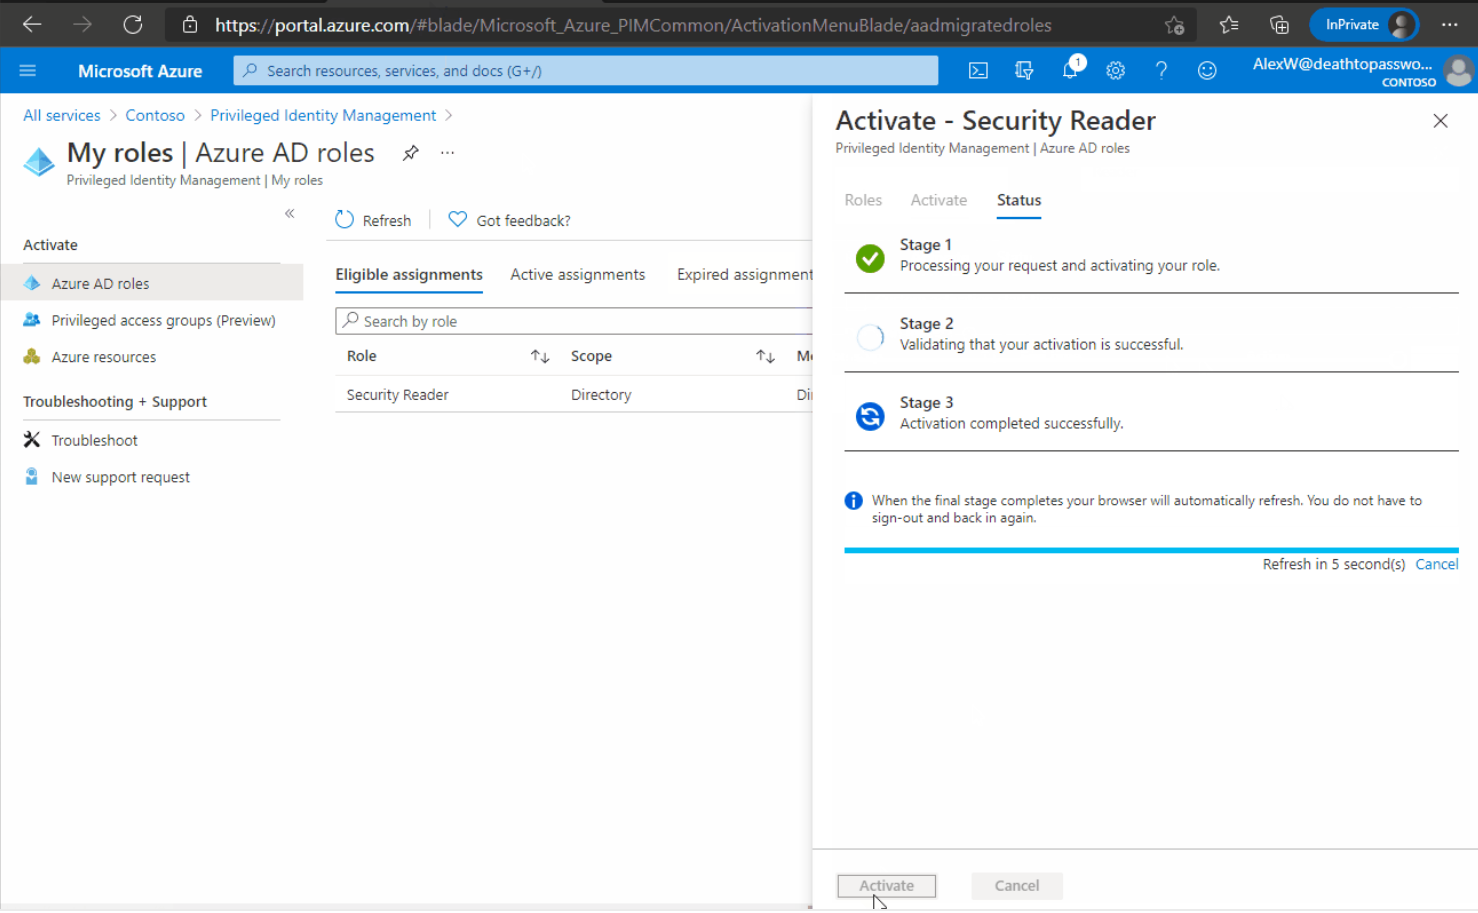 https://portal.azure.com/#blade/Microsoft_Azure_PIMCommon/ActivationMenuBlade/aadmigratedroles
InPrivate
Microsoft Azure
Search resources, services, and docs (G+/)
1
AlexW@deathtopasswo...
CONTOSO
All services > Contoso > Privileged Identity Management >
My roles | Azure AD roles
Privileged Identity Management | My roles
Refresh
Got feedback?
Activate
Azure AD roles
Privileged access groups (Preview)
Azure resources
Troubleshooting + Support
Troubleshoot
New support request
Eligible assignments Active assignments Expired assignment
Search by role
Role Scope Me
Security Reader Directory Di
Activate - Security Reader
Privileged Identity Management | Azure AD roles
Roles Activate Status
Stage 1
Processing your request and activating your role.
Stage 2
Validating that your activation is successful.
Stage 3
Activation completed successfully.
When the final stage completes your browser will automatically refresh. You do not have to
sign-out and back in again.
Refresh in 5 second(s) Cancel
Activate Cancel